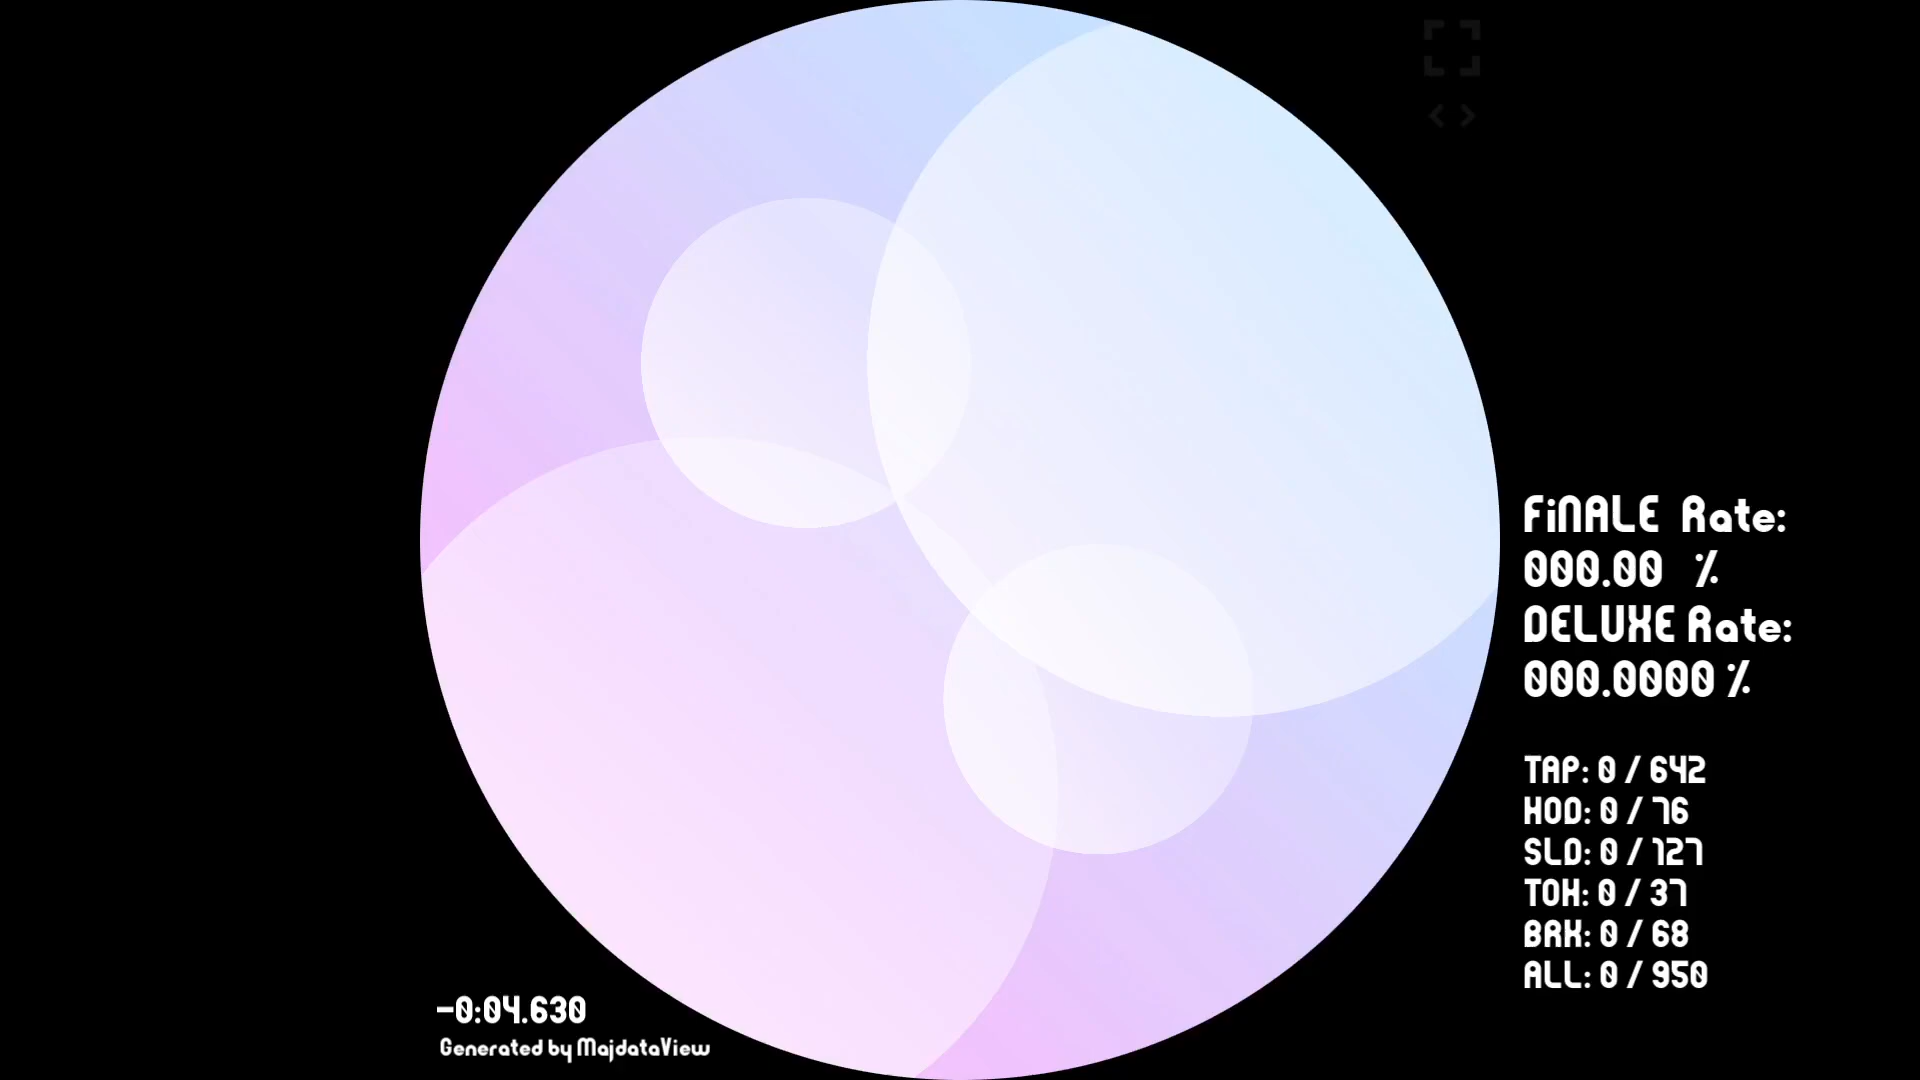 FiNALE Rate:
000.00 %
DELUXE Rate:
000.0000 %
TAP: 0 / 642
HOD: 0 / 76
SLD: 0 / 127
TOH: 0 / 37
BRK: 0 / 68
ALL: 0 / 950
-0:04.630
Generated by MajdataView